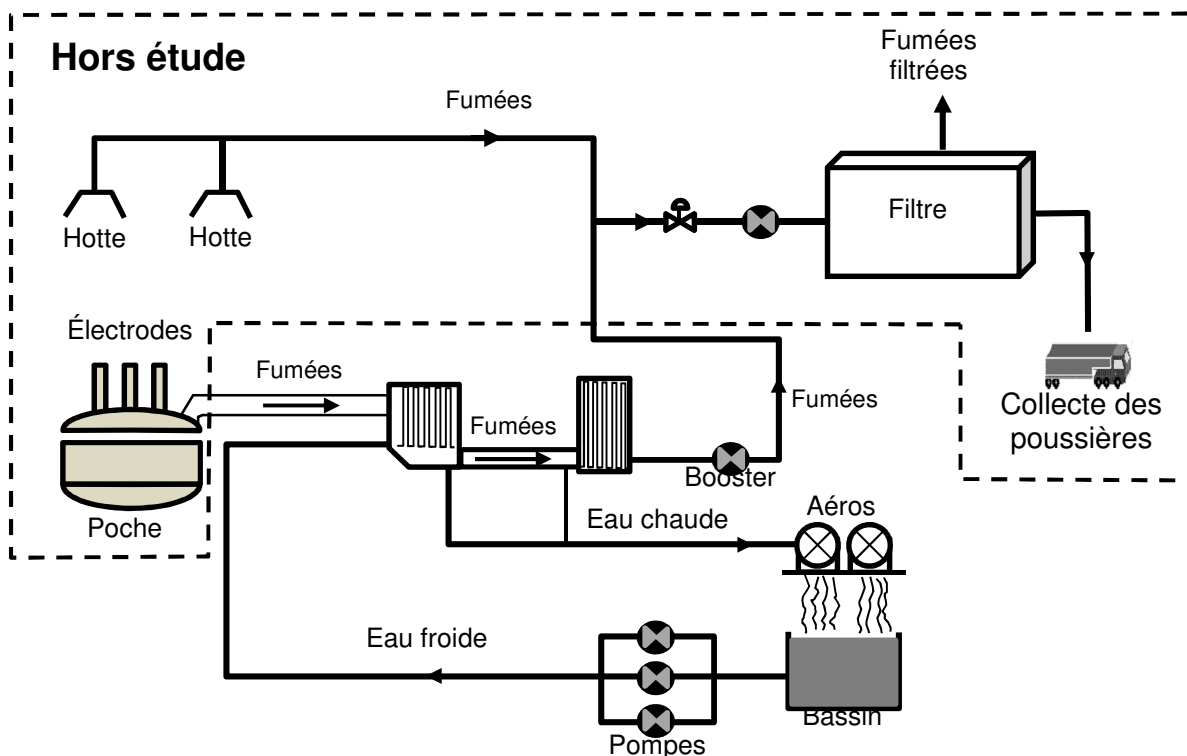 Hors étude
Fumées
filtrées
Fumées
Hotte
Hotte
Filtre
Électrodes
Fumées
Fumées
Fumées
Collecte des
poussières
Booster
Poche
Eau chaude
Aéros
Eau froide
Bassin
Pompes